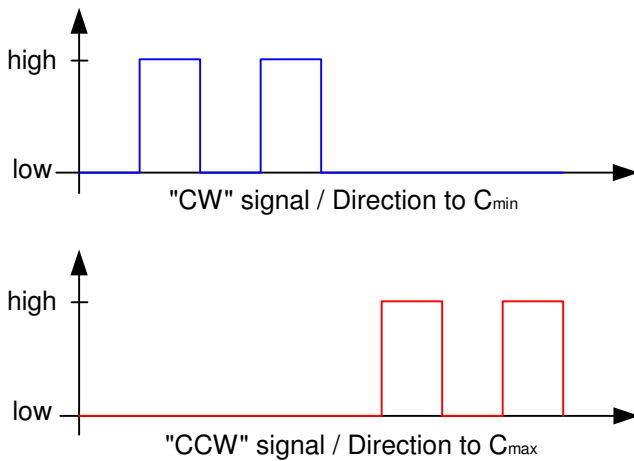 high
low
"CW" signal / Direction to Cmin
high
low
"CCW" signal / Direction to Cmax